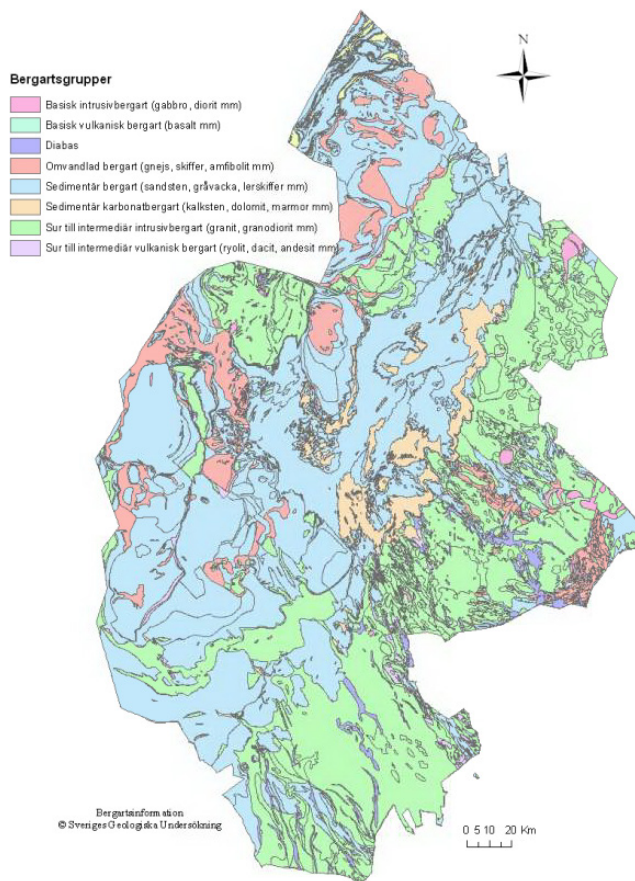 N
Bergartsgrupper
Basisk intrusivbergart (gabbro, diorit mm)
Basisk vulkanisk bergart (basalt mm)
Diabas
Omvandlad bergart (gnejs, skiffer, amfibolit mm)
Sedimentär bergart (sandsten, gråvacka, lerskiffer mm)
Sedimentär karbonatbergart (kalksten, dolomit, marmor mm)
Sur till intermediär intrusivbergart (granit, granodiorit mm)
Sur till intermediär vulkanisk bergart (ryolit, dacit, andesit mm)
Bergartsinformation
© Sveriges Geologiska Undersökning
0 5 10 20 Km